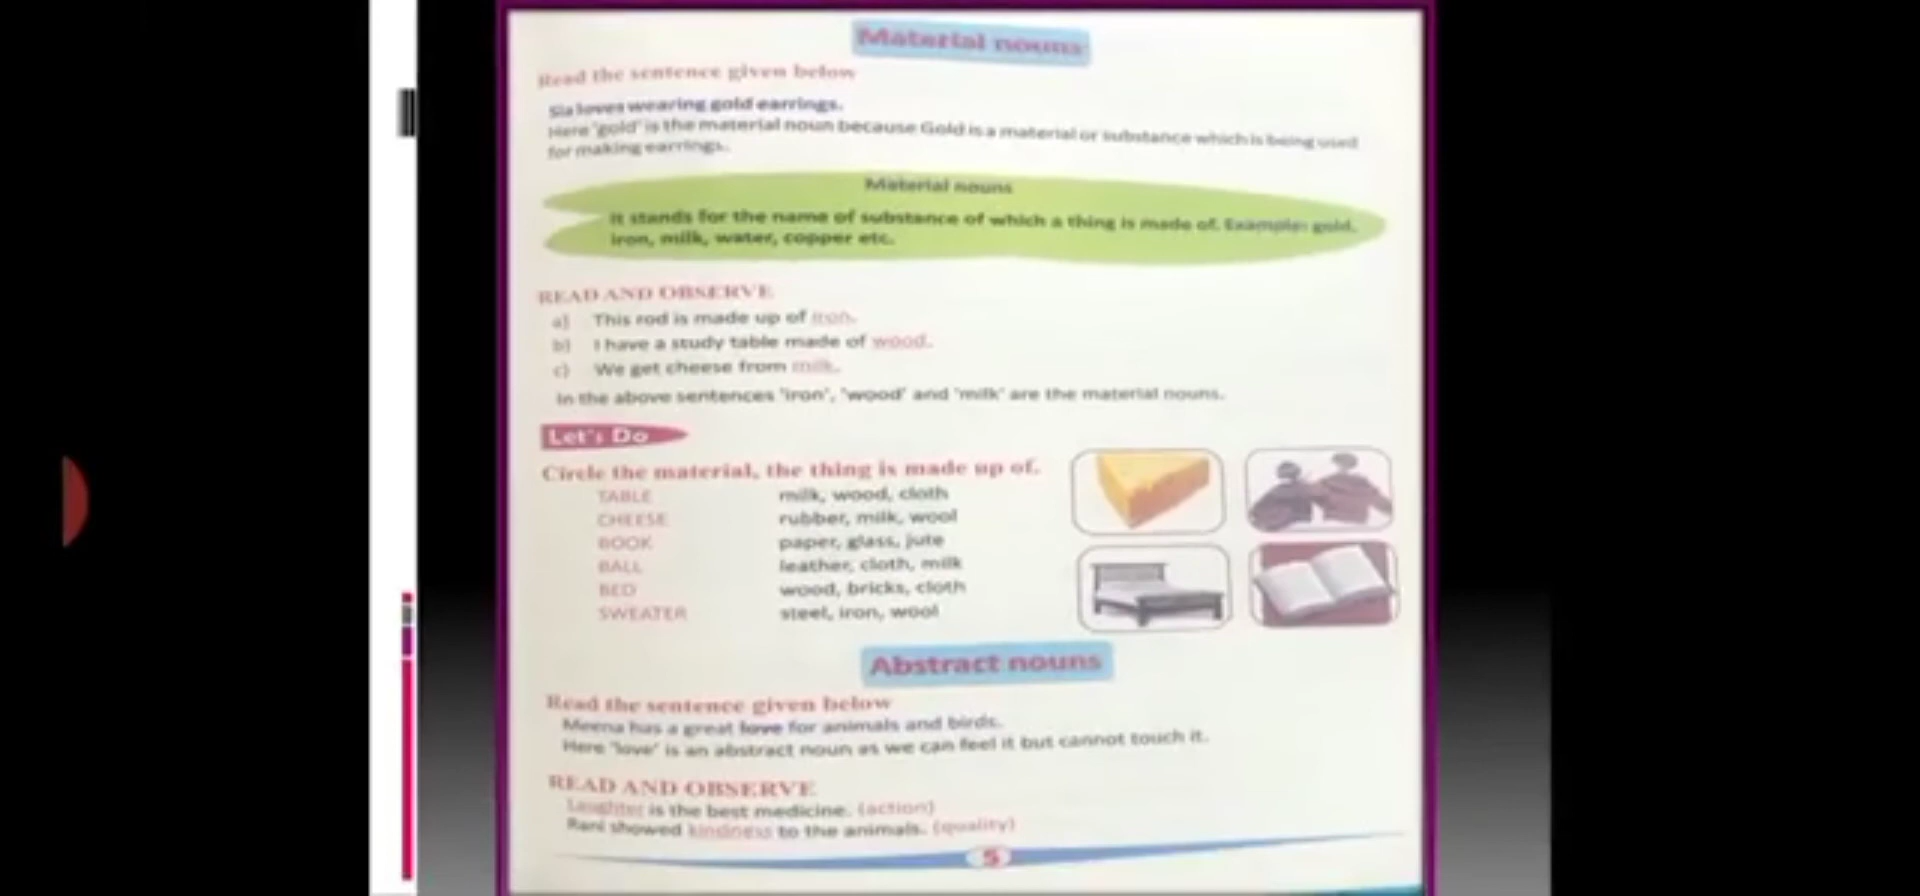 Material nouns
Read the sentence given below
Sia loves wearing gold earrings.
Here 'gold' is the material noun because Gold is a material or substance which is being used
for making earrings.
Material nouns
It stands for the name of substance of which a thing is made of. Example: gold,
iron, milk, water, copper etc.
READ AND OBSERVE
a) This rod is made up of iron.
b) I have a study table made of wood.
c) We get cheese from milk.
In the above sentences 'iron', 'wood' and 'milk' are the material nouns.
Let's Do
Circle the material, the thing is made up of.
TABLE milk, wood, cloth
CHEESE rubber, milk, wool
BOOK paper, glass, jute
BALL leather, cloth, milk
BED wood, bricks, cloth
SWEATER steel, iron, wool
Abstract nouns
Read the sentence given below
Meena has a great love for animals and birds.
Here 'love' is an abstract noun as we can feel it but cannot touch it.
READ AND OBSERVE
Laughter is the best medicine. (action)
Rani showed kindness to the animals. (quality)
5